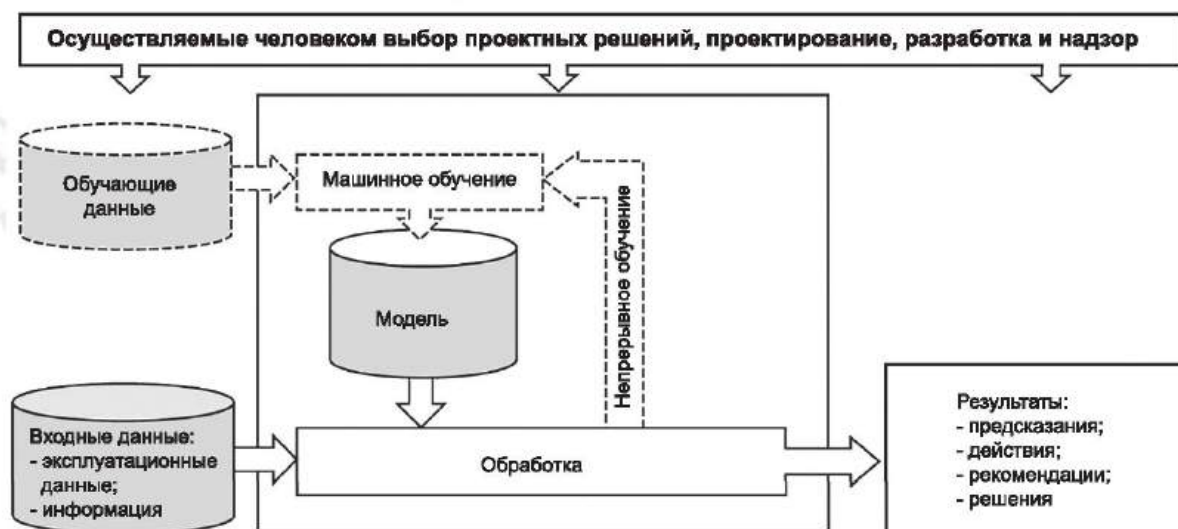 Осуществляемые человеком выбор проектных решений, проектирование, разработка и надзор
Обучающие
данные
Машинное обучение
Непрерывное обучение
Модель
Входные данные:
- эксплуатационные
данные;
- информация
Обработка
Результаты:
- предсказания;
- действия;
- рекомендации;
- решения